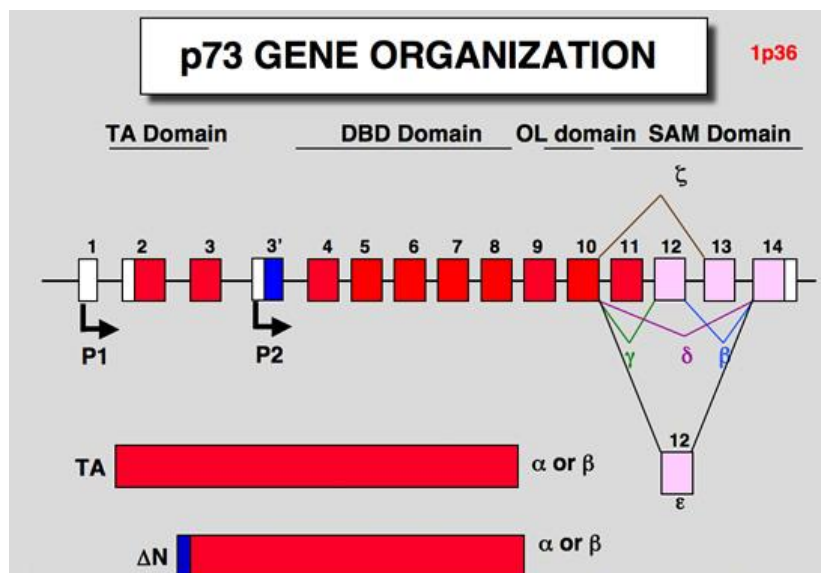 p73 GENE ORGANIZATION
1p36
TA Domain DBD Domain OL domain SAM Domain
ζ
1 2 3 3' 4 5 6 7 8 9 10 11 12 13 14
P1 P2 γ δ β
12
TA α or β
ε
ΔN α or β